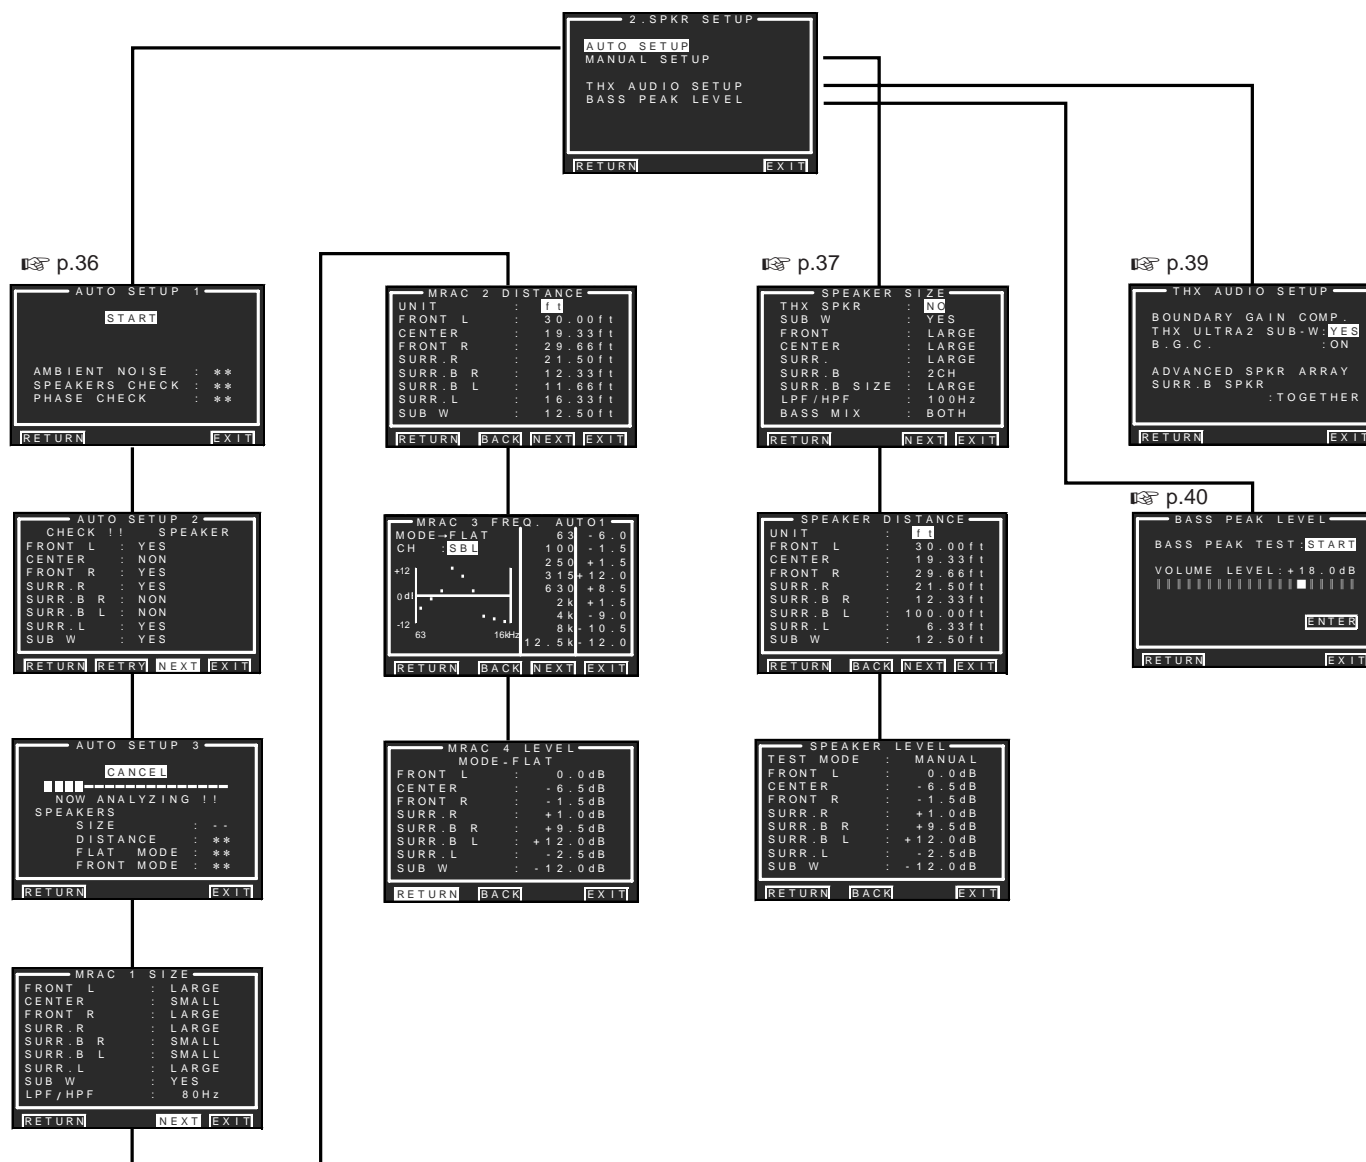 2.SPKR SETUP
AUTO SETUP
MANUAL SETUP
THX AUDIO SETUP
BASS PEAK LEVEL
RETURN EXIT
☞ p.36
AUTO SETUP 1
START
AMBIENT NOISE : **
SPEAKERS CHECK : **
PHASE CHECK : **
RETURN EXIT
AUTO SETUP 2
CHECK !! SPEAKER
FRONT L : YES
CENTER : NON
FRONT R : YES
SURR.R : YES
SURR.B R : NON
SURR.B L : NON
SURR.L : YES
SUB W : YES
RETURN RETRY NEXT EXIT
AUTO SETUP 3
CANCEL
NOW ANALYZING !!
SPEAKERS
SIZE : --
DISTANCE : **
FLAT MODE : **
FRONT MODE : **
RETURN EXIT
MRAC 1 SIZE
FRONT L : LARGE
CENTER : SMALL
FRONT R : LARGE
SURR.R : LARGE
SURR.B R : SMALL
SURR.B L : SMALL
SURR.L : LARGE
SUB W : YES
LPF/HPF : 80Hz
RETURN NEXT EXIT
MRAC 2 DISTANCE
UNIT : ft
FRONT L : 30.00ft
CENTER : 19.33ft
FRONT R : 29.66ft
SURR.R : 21.50ft
SURR.B R : 12.33ft
SURR.B L : 11.66ft
SURR.L : 16.33ft
SUB W : 12.50ft
RETURN BACK NEXT EXIT
MRAC 3 FREQ. AUTO1
MODE→FLAT
CH :SBL
+12
0dB
-12
63 16kHz
63 -6.0
100 -1.5
250 +1.5
315 +12.0
630 +8.5
2k +1.5
4k -9.0
8k -10.5
12.5k -12.0
RETURN BACK NEXT EXIT
MRAC 4 LEVEL
MODE-FLAT
FRONT L : 0.0dB
CENTER : -6.5dB
FRONT R : -1.5dB
SURR.R : +1.0dB
SURR.B R : +9.5dB
SURR.B L : +12.0dB
SURR.L : -2.5dB
SUB W : -12.0dB
RETURN BACK EXIT
☞ p.37
SPEAKER SIZE
THX SPKR : NO
SUB W : YES
FRONT : LARGE
CENTER : LARGE
SURR. : LARGE
SURR.B : 2CH
SURR.B SIZE : LARGE
LPF/HPF : 100Hz
BASS MIX : BOTH
RETURN NEXT EXIT
SPEAKER DISTANCE
UNIT : ft
FRONT L : 30.00ft
CENTER : 19.33ft
FRONT R : 29.66ft
SURR.R : 21.50ft
SURR.B R : 12.33ft
SURR.B L : 100.00ft
SURR.L : 6.33ft
SUB W : 12.50ft
RETURN BACK NEXT EXIT
SPEAKER LEVEL
TEST MODE : MANUAL
FRONT L : 0.0dB
CENTER : -6.5dB
FRONT R : -1.5dB
SURR.R : +1.0dB
SURR.B R : +9.5dB
SURR.B L : +12.0dB
SURR.L : -2.5dB
SUB W : -12.0dB
RETURN BACK EXIT
☞ p.39
THX AUDIO SETUP
BOUNDARY GAIN COMP.
THX ULTRA2 SUB-W:YES
B.G.C. :ON
ADVANCED SPKR ARRAY
SURR.B SPKR
:TOGETHER
RETURN EXIT
☞ p.40
BASS PEAK LEVEL
BASS PEAK TEST:START
VOLUME LEVEL:+18.0dB
ENTER
RETURN EXIT